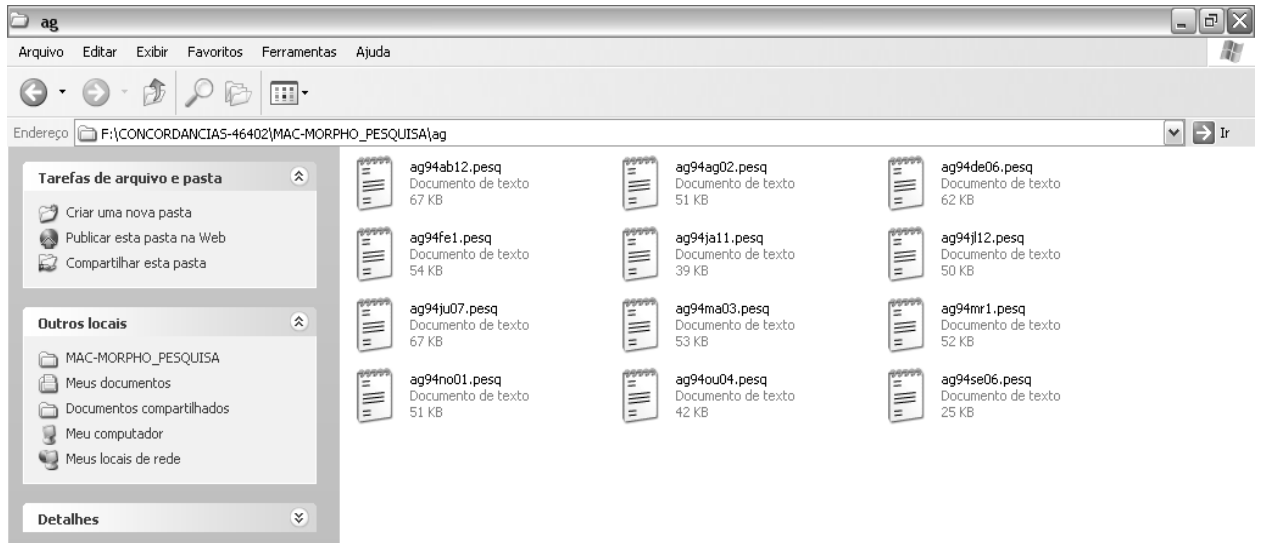 ag
Arquivo Editar Exibir Favoritos Ferramentas Ajuda
Endereço F:\CONCORDANCIAS-46402\MAC-MORPHO_PESQUISA\ag Ir
Tarefas de arquivo e pasta
Criar uma nova pasta
Publicar esta pasta na Web
Compartilhar esta pasta
Outros locais
MAC-MORPHO_PESQUISA
Meus documentos
Documentos compartilhados
Meu computador
Meus locais de rede
Detalhes
ag94ab12.pesq
Documento de texto
67 KB
ag94ag02.pesq
Documento de texto
51 KB
ag94de06.pesq
Documento de texto
62 KB
ag94fe1.pesq
Documento de texto
54 KB
ag94ja11.pesq
Documento de texto
39 KB
ag94jl12.pesq
Documento de texto
50 KB
ag94ju07.pesq
Documento de texto
67 KB
ag94ma03.pesq
Documento de texto
53 KB
ag94mr1.pesq
Documento de texto
52 KB
ag94no01.pesq
Documento de texto
51 KB
ag94ou04.pesq
Documento de texto
42 KB
ag94se06.pesq
Documento de texto
25 KB